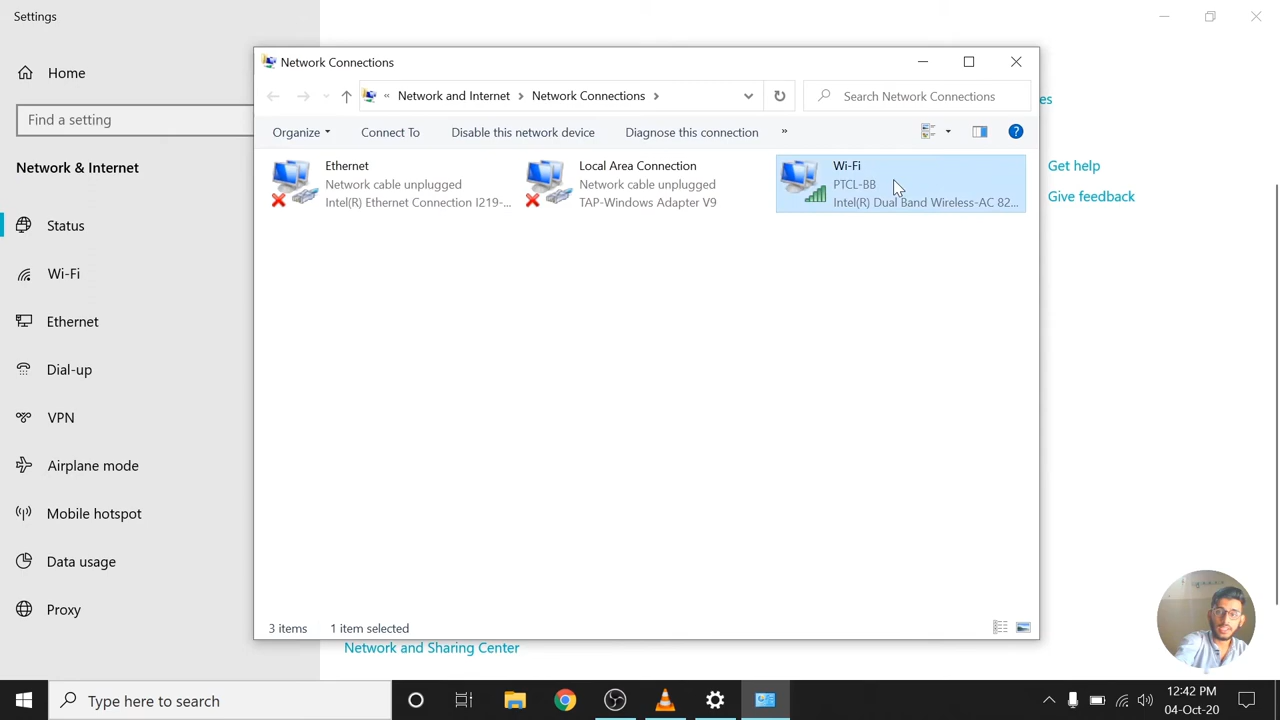 Settings
Home
Find a setting
Network & Internet
Status
Wi-Fi
Ethernet
Dial-up
VPN
Airplane mode
Mobile hotspot
Data usage
Proxy
Network Connections
« Network and Internet > Network Connections >
Search Network Connections
Organize
Connect To
Disable this network device
Diagnose this connection
»
Ethernet
Network cable unplugged
Intel(R) Ethernet Connection I219-...
Local Area Connection
Network cable unplugged
TAP-Windows Adapter V9
Wi-Fi
PTCL-BB
Intel(R) Dual Band Wireless-AC 82...
3 items
1 item selected
es
Get help
Give feedback
Network and Sharing Center
Type here to search
12:42 PM
04-Oct-20